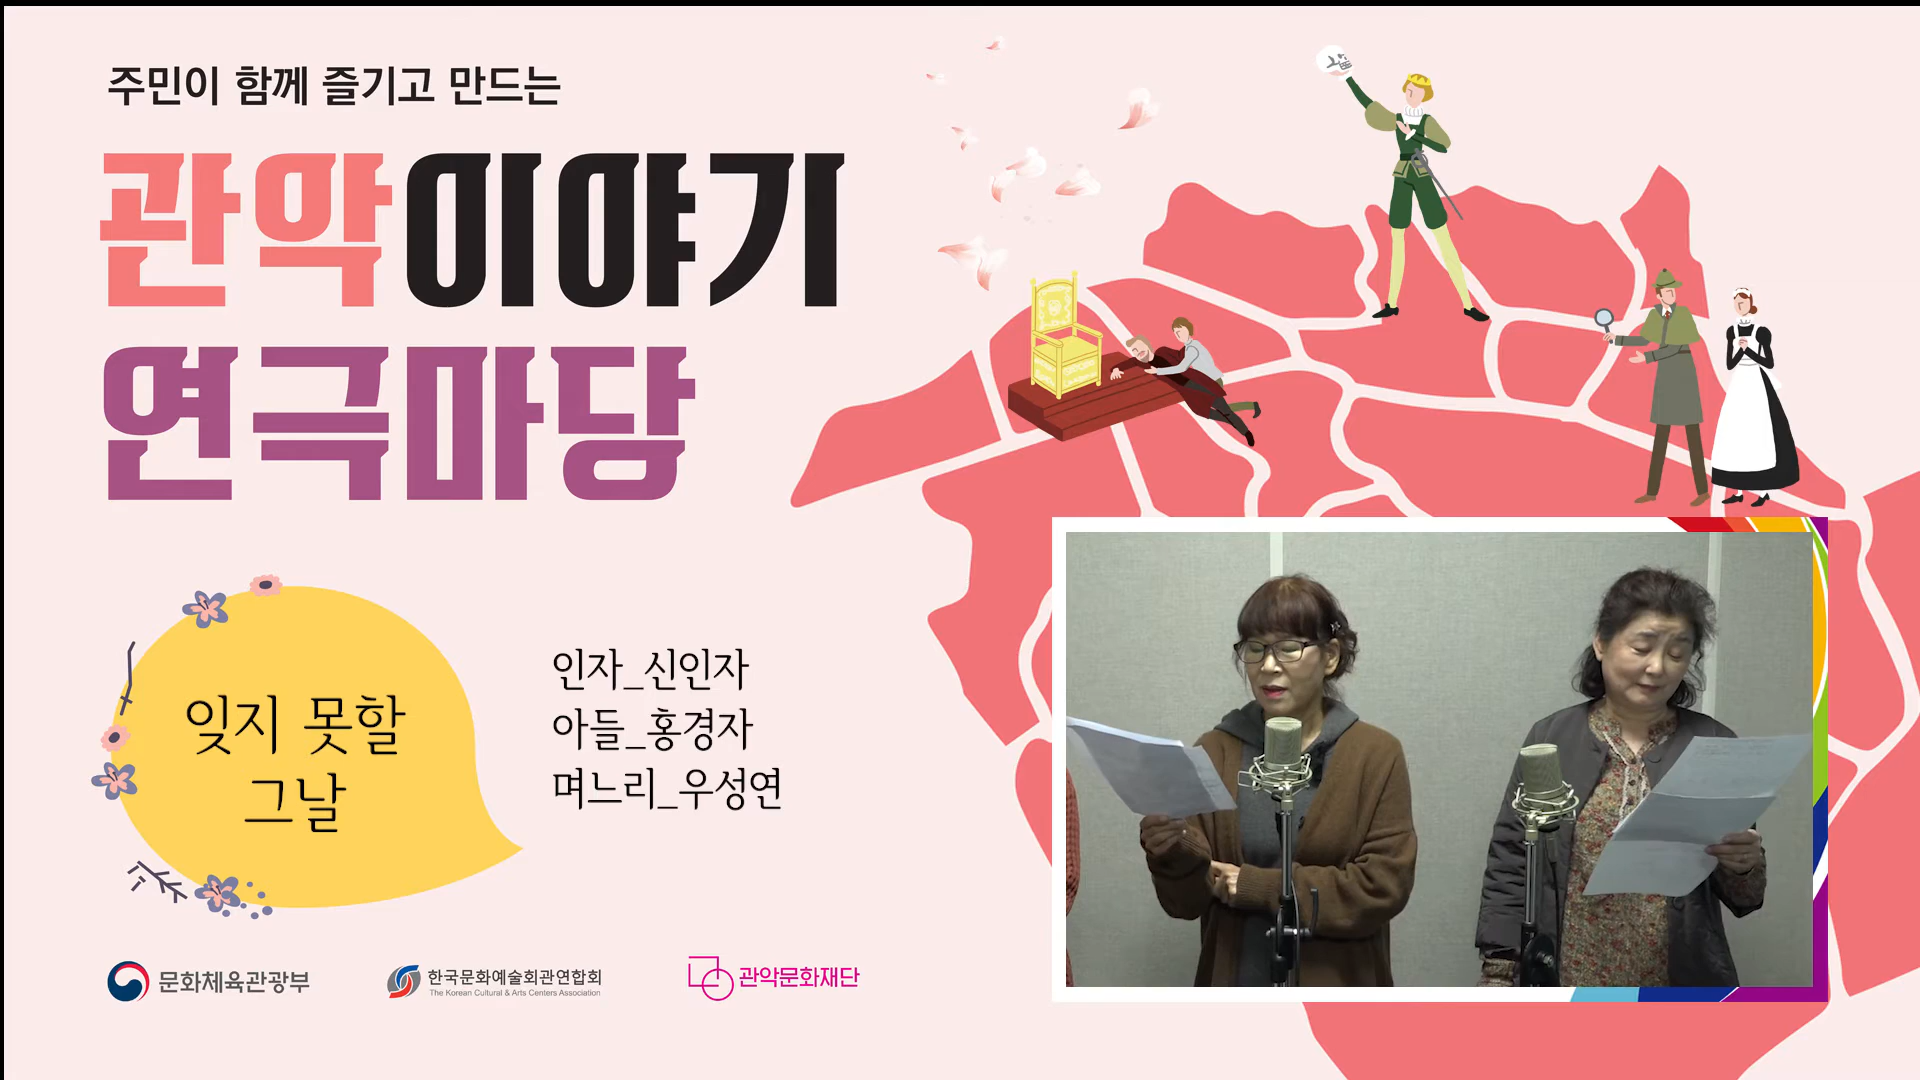 주민이 함께 즐기고 만드는
관악이야기
연극마당
잊지 못할
그날
인자_신인자
아들_홍경자
며느리_우성연
문화체육관광부
한국문화예술회관연합회
The Korean Cultural & Arts Centers Association
관악문화재단